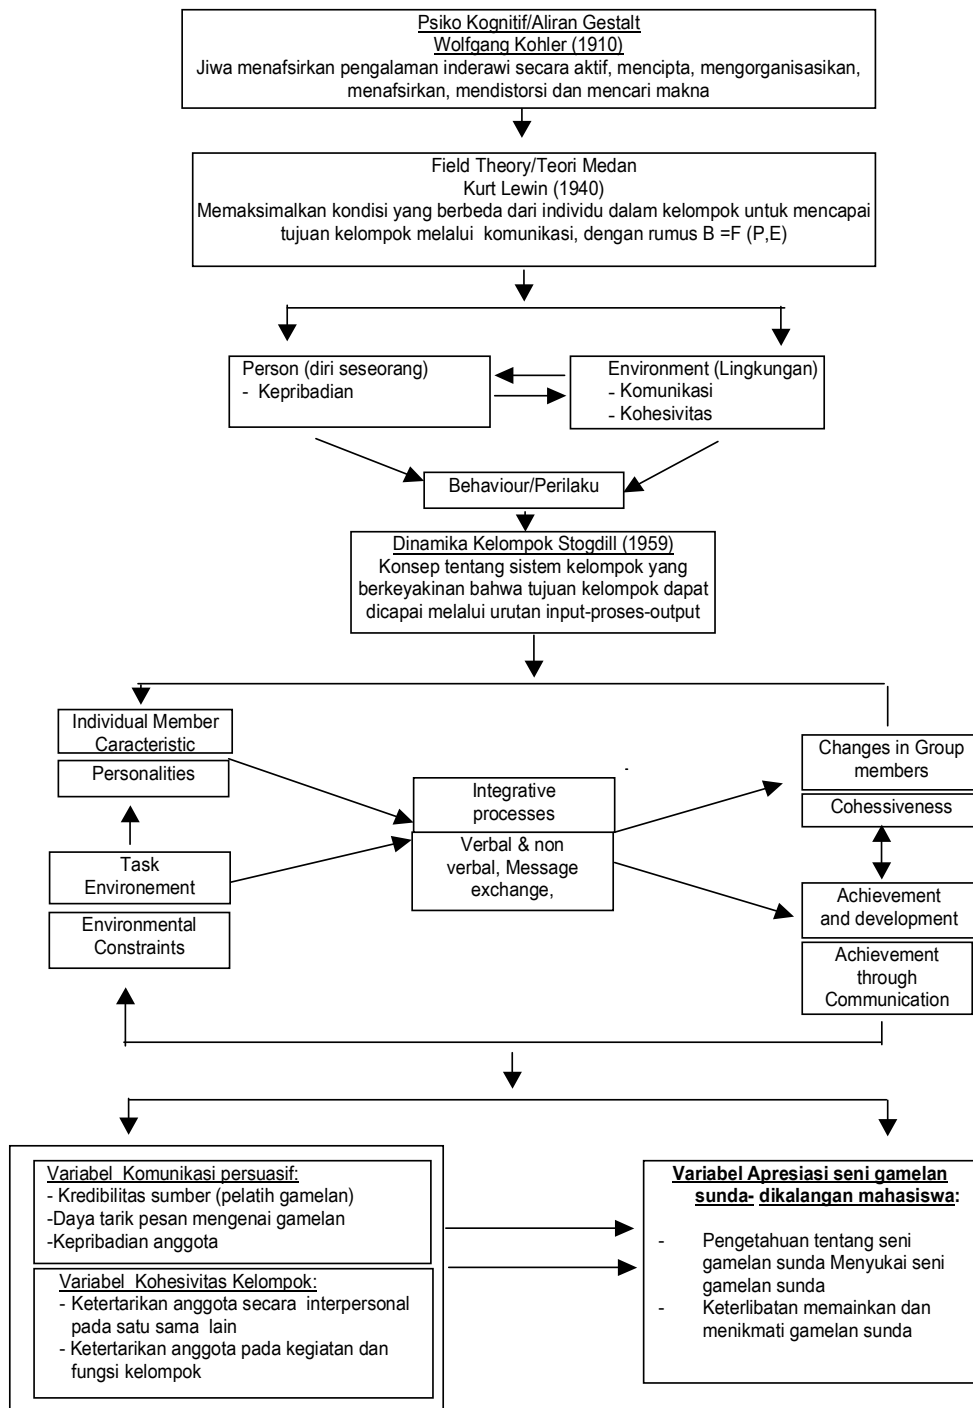 Psiko Kognitif/Aliran Gestalt
Wolfgang Kohler (1910)
Jiwa menafsirkan pengalaman inderawi secara aktif, mencipta, mengorganisasikan,
menafsirkan, mendistorsi dan mencari makna
Field Theory/Teori Medan
Kurt Lewin (1940)
Memaksimalkan kondisi yang berbeda dari individu dalam kelompok untuk mencapai
tujuan kelompok melalui komunikasi, dengan rumus B =F (P,E)
Person (diri seseorang)
- Kepribadian
Environment (Lingkungan)
- Komunikasi
- Kohesivitas
Behaviour/Perilaku
Dinamika Kelompok Stogdill (1959)
Konsep tentang sistem kelompok yang
berkeyakinan bahwa tujuan kelompok dapat
dicapai melalui urutan input-proses-output
Individual Member
Caracteristic
Personalities
Task
Environement
Environmental
Constraints
Integrative
processes
Verbal & non
verbal, Message
exchange,
-
Changes in Group
members
Cohessiveness
Achievement
and development
Achievement
through
Communication
Variabel Komunikasi persuasif:
- Kredibilitas sumber (pelatih gamelan)
-Daya tarik pesan mengenai gamelan
-Kepribadian anggota
Variabel Kohesivitas Kelompok:
- Ketertarikan anggota secara interpersonal
pada satu sama lain
- Ketertarikan anggota pada kegiatan dan
fungsi kelompok
Variabel Apresiasi seni gamelan
sunda- dikalangan mahasiswa:
- Pengetahuan tentang seni
gamelan sunda Menyukai seni
gamelan sunda
- Keterlibatan memainkan dan
menikmati gamelan sunda